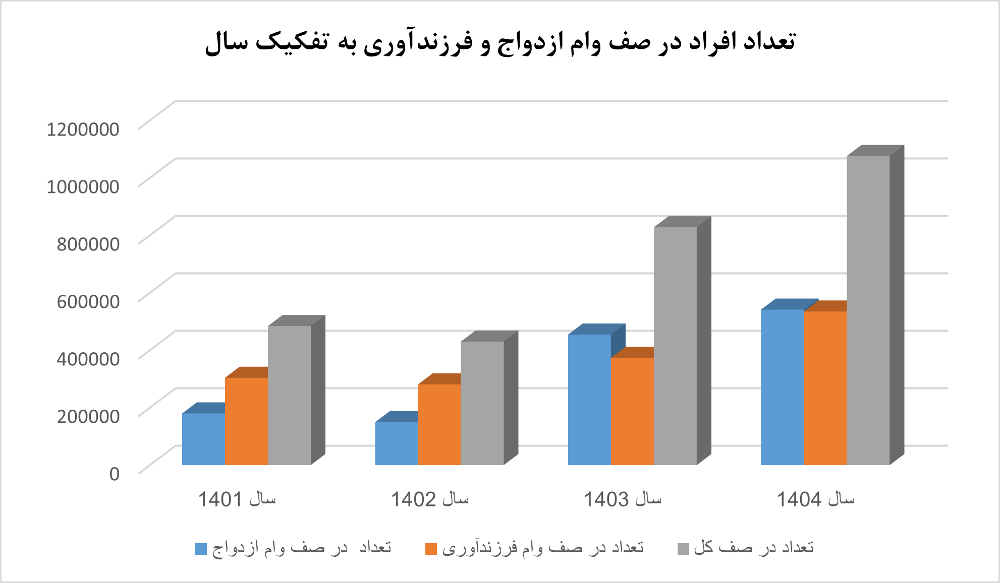 تعداد افراد در صف وام ازدواج و فرزندآوری به تفکیک سال
1200000
1000000
800000
600000
400000
200000
0
سال 1401
سال 1402
سال 1403
سال 1404
تعداد در صف وام ازدواج
تعداد در صف وام فرزندآوری
تعداد در صف کل